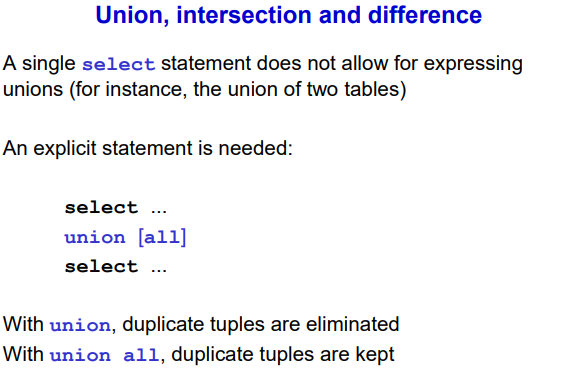 Union, intersection and difference
A single select statement does not allow for expressing
unions (for instance, the union of two tables)
An explicit statement is needed:
select ...
union [all]
select ...
With union, duplicate tuples are eliminated
With union all, duplicate tuples are kept